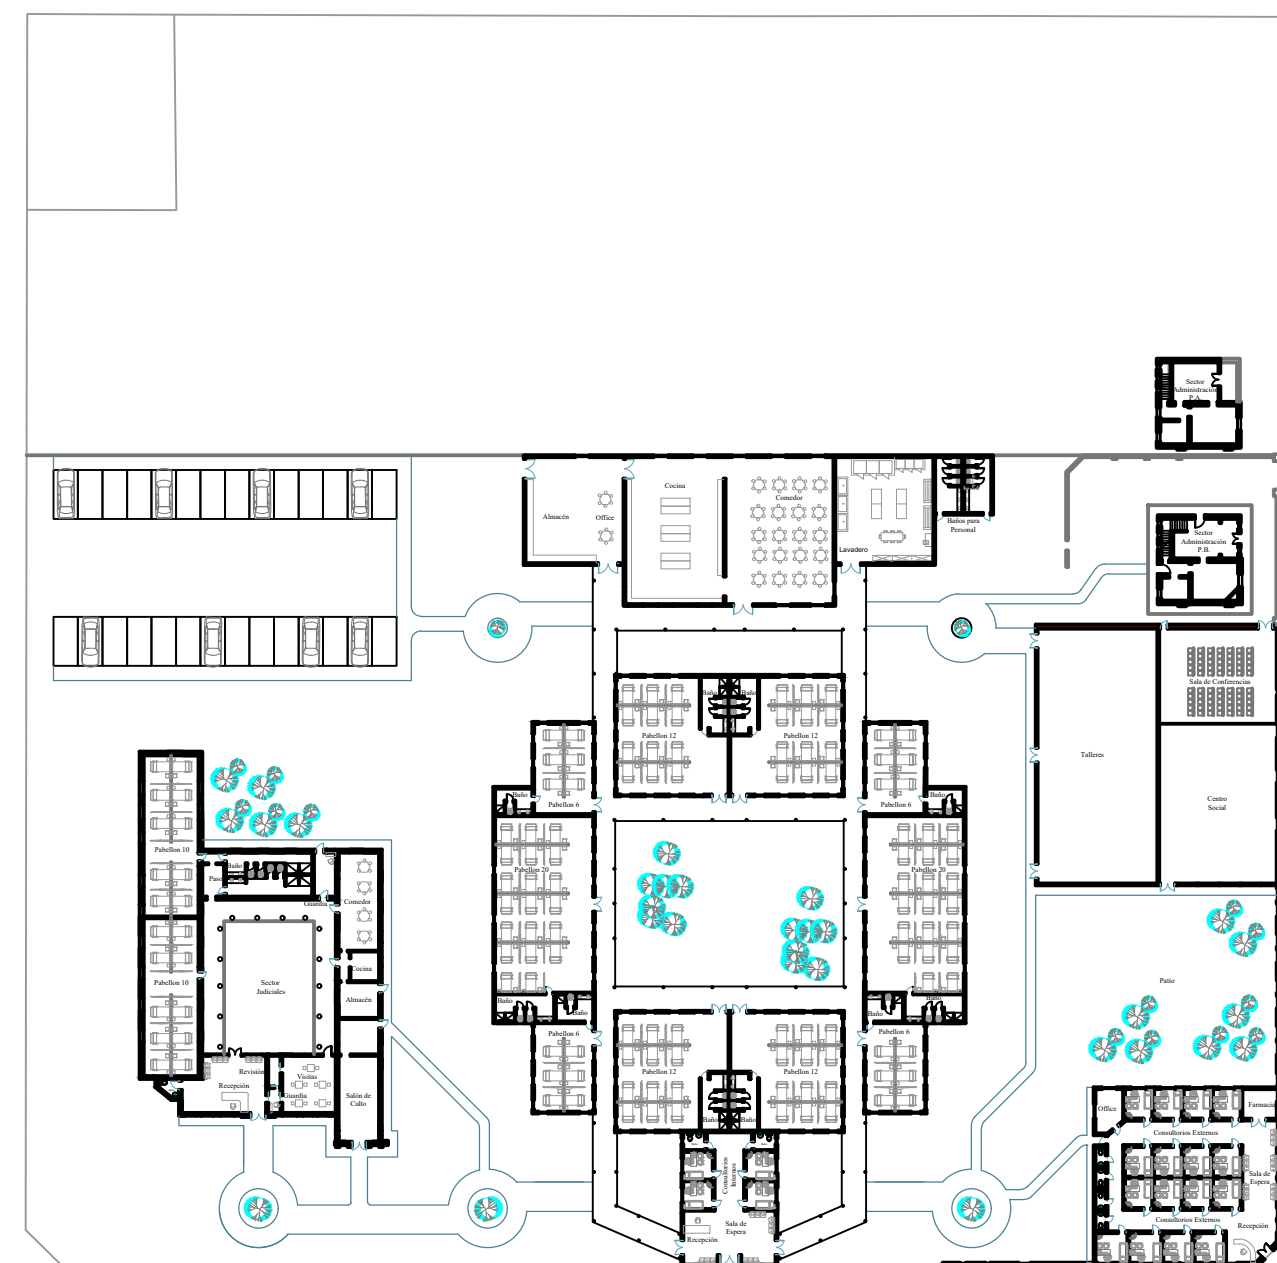 Sector
Administración
P.A.
Cocina
Comedor
Almacén
Office
Lavadero
Baños para
Personal
Sector
Administración
P.B.
Sala de Conferencias
Baño
Baño
Pabellon 12
Pabellon 12
Talleres
Baño
Pabellon 6
Pabellon 6
Baño
Centro
Social
Pabellon 10
Baño
Paso
Pabellon 20
Pabellon 20
Guardia
Comedor
Cocina
Pabellon 10
Sector
Judiciales
Almacén
Patio
Baño
Baño
Baño
Baño
Pabellon 6
Pabellon 6
Revisión
Visitas
Recepción
Guardia
Salón de
Culto
Pabellon 12
Pabellon 12
Baño
Baño
Office
Farmacia
Consultorios Externos
Consultorios
Internos
Sala de
Espera
Consultorios Externos
Sala de
Espera
Recepción
Recepción